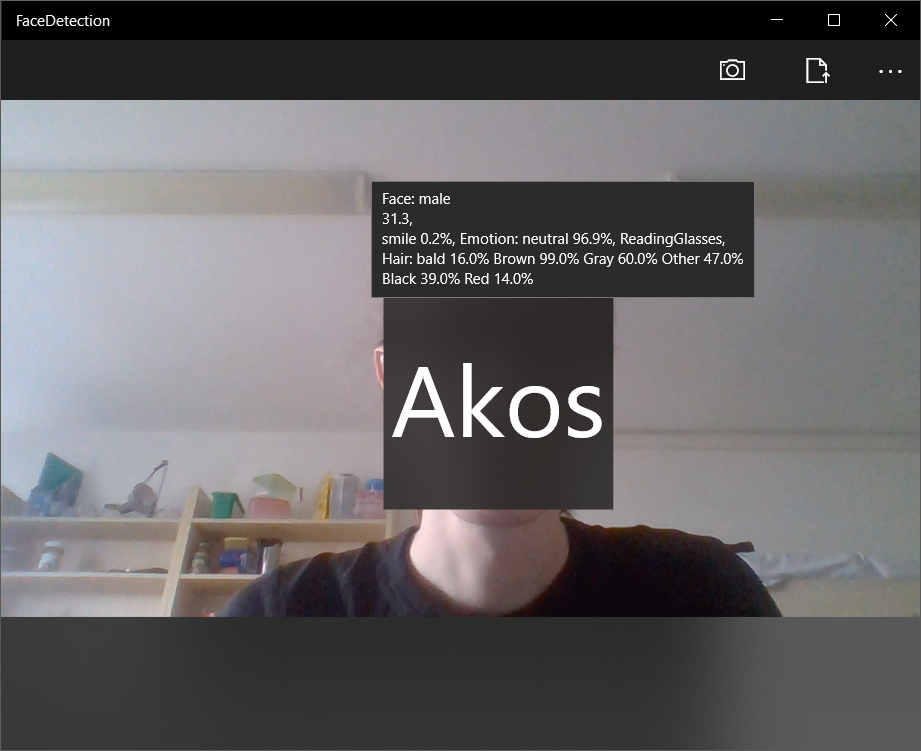 FaceDetection
Face: male
31.3,
smile 0.2%, Emotion: neutral 96.9%, ReadingGlasses,
Hair: bald 16.0% Brown 99.0% Gray 60.0% Other 47.0%
Black 39.0% Red 14.0%
Akos